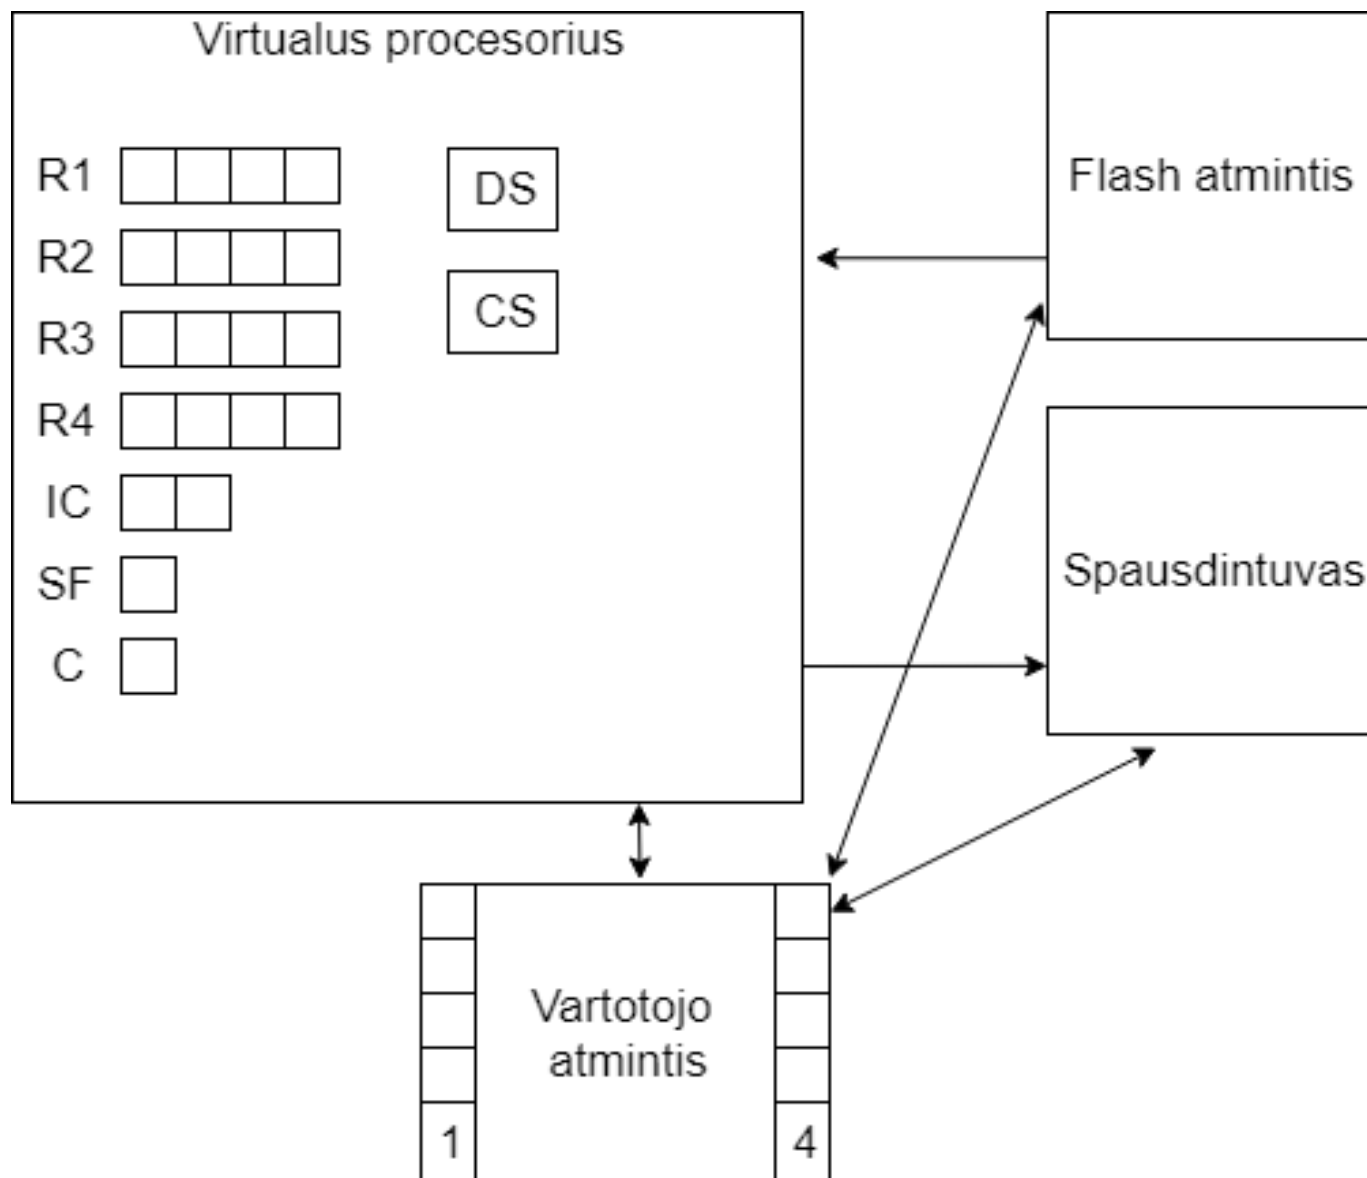 Virtualus procesorius
R1
R2
R3
R4
IC
SF
C
DS
CS
Flash atmintis
Spausdintuvas
Vartotojo
atmintis
1
4